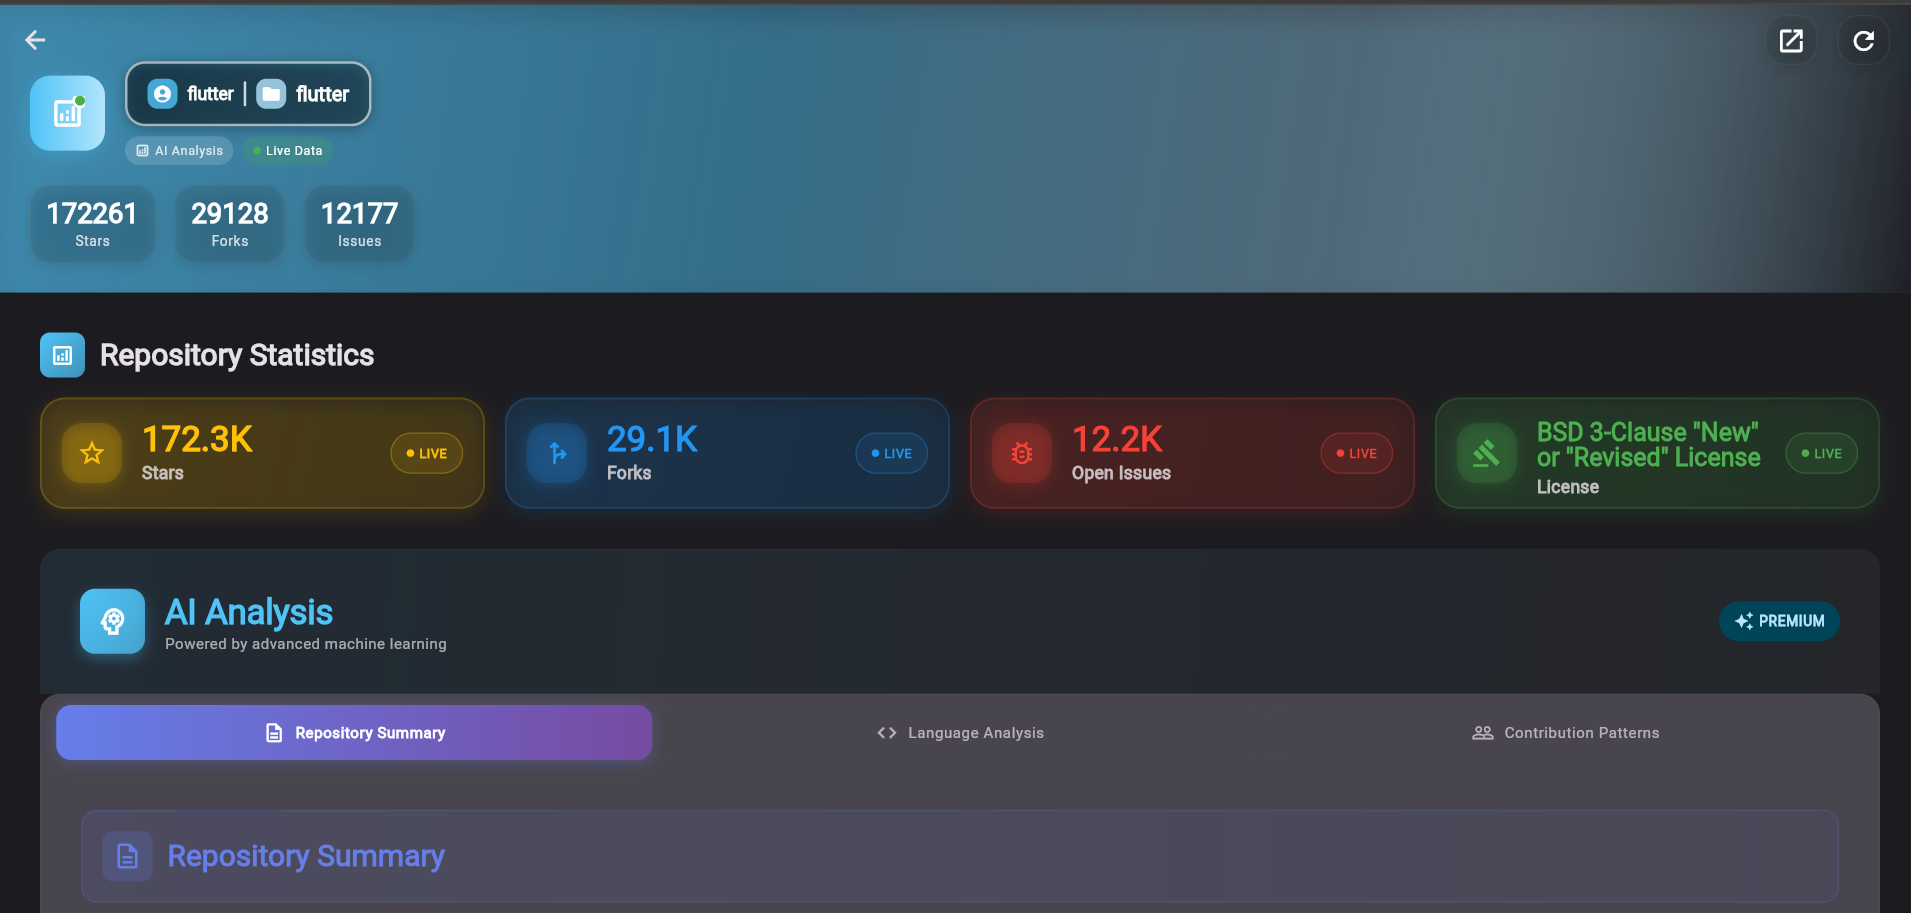 flutter | flutter
AI Analysis
Live Data
172261
Stars
29128
Forks
12177
Issues
Repository Statistics
172.3K
Stars
LIVE
29.1K
Forks
LIVE
12.2K
Open Issues
LIVE
BSD 3-Clause "New"
or "Revised" License
License
LIVE
AI Analysis
Powered by advanced machine learning
PREMIUM
Repository Summary
Language Analysis
Contribution Patterns
Repository Summary